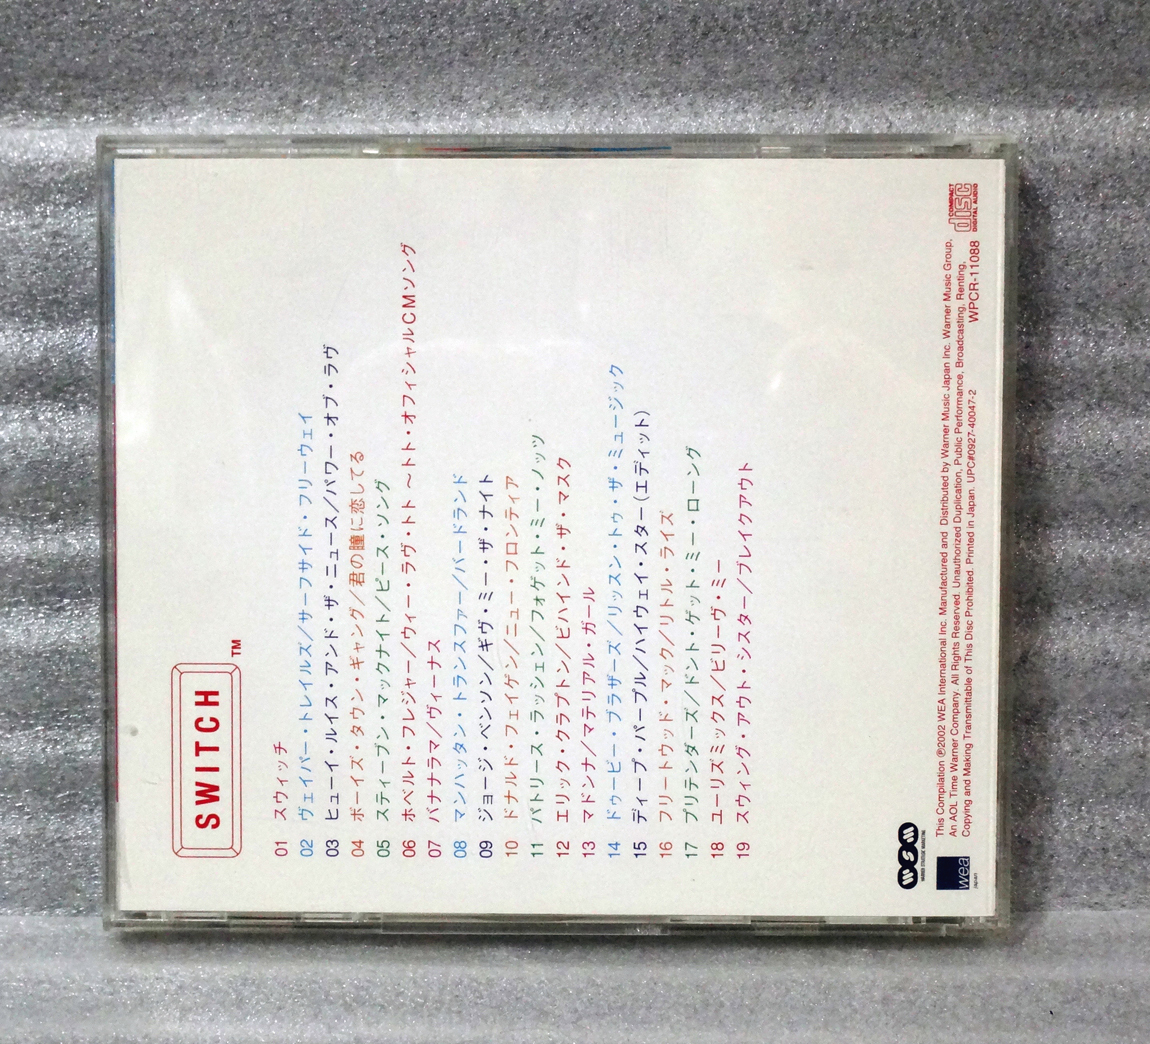 SWITCH TM
01 スウィッチ
02 ヴェイパー・トレイルズ/サーフサイド・フリーウェイ
03 ヒューイ・ルイス・アンド・ザ・ニュース/パワー・オブ・ラヴ
04 ボーイズ・タウン・ギャング/君の瞳に恋してる
05 スティーブン・マックナイト/ピース・ソング
06 ホベルト・フレジャー/ウィー・ラヴ・トト ～トト・オフィシャルCMソング
07 バナナラマ/ヴィーナス
08 マンハッタン・トランスファー/バードランド
09 ジョージ・ベンソン/ギヴ・ミー・ザ・ナイト
10 ドナルド・フェイゲン/ニュー・フロンティア
11 パトリース・ラッシェン/フォゲット・ミー・ノッツ
12 エリック・クラプトン/ビハインド・ザ・マスク
13 マドンナ/マテリアル・ガール
14 ドゥービー・ブラザーズ/リッスン・トゥ・ザ・ミュージック
15 ディープ・パープル/ハイウェイ・スター(エディット)
16 フリートウッド・マック/リトル・ライズ
17 プリテンダーズ/ドント・ゲット・ミー・ローング
18 ユーリズミックス/ビリーヴ・ミー
19 スウィング・アウト・シスター/ブレイクアウト
wsm
WARNER STRATEGIC MARKETING
wea
Japan
This Compilation ℗2002 WEA International Inc. Manufactured and Distributed by Warner Music Japan Inc. Warner Music Group,
An AOL Time Warner Company. All Rights Reserved. Unauthorized Duplication, Public Performance, Broadcasting, Renting,
Copying and Making Transmittable of This Disc Prohibited. Printed in Japan. UPC#0927-40047-2
WPCR-11088
COMPACT
disc
DIGITAL AUDIO